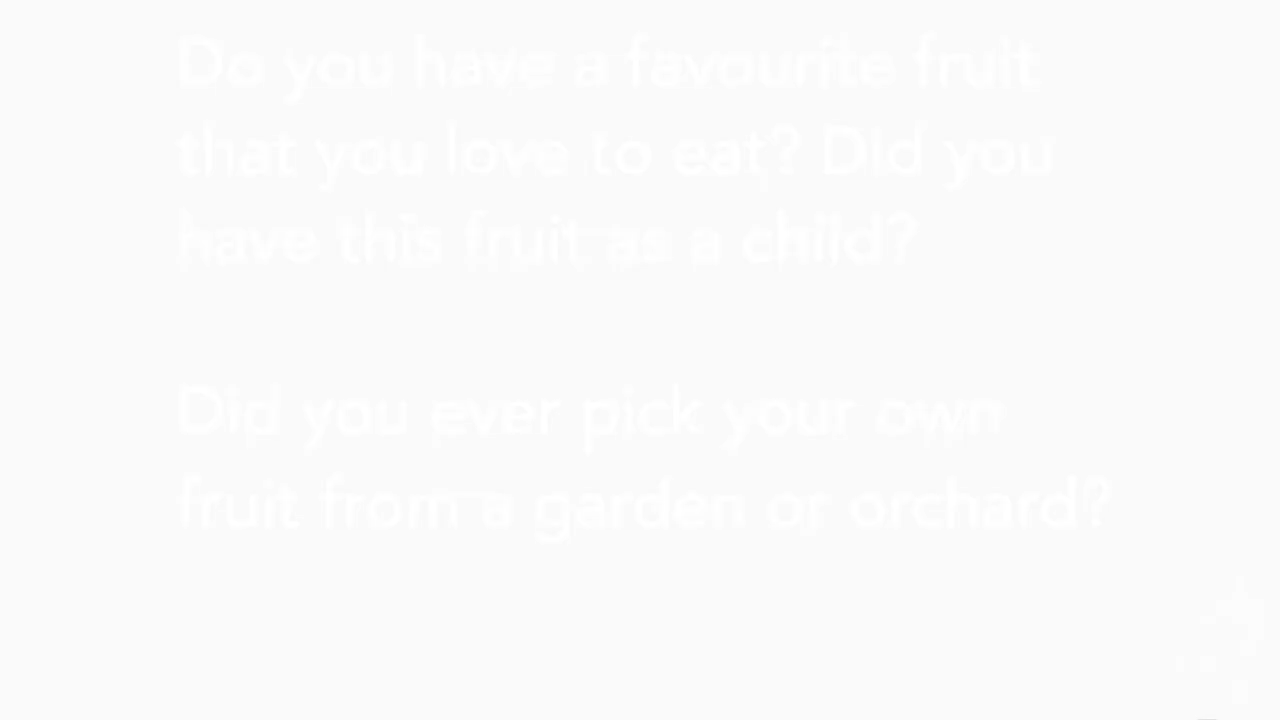 Do you have a favourite fruit
that you love to eat? Did you
have this fruit as a child?
Did you ever pick your own
fruit from a garden or orchard?